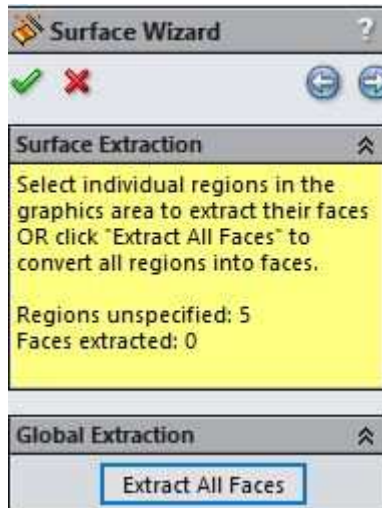 Surface Wizard ?
Surface Extraction
Select individual regions in the
graphics area to extract their faces
OR click "Extract All Faces" to
convert all regions into faces.
Regions unspecified: 5
Faces extracted: 0
Global Extraction
Extract All Faces